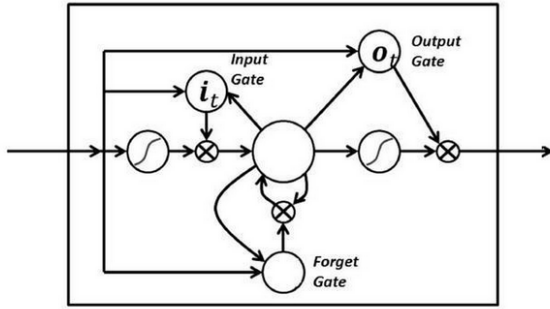 Input
Gate
i_t
o_t
Output
Gate
Forget
Gate